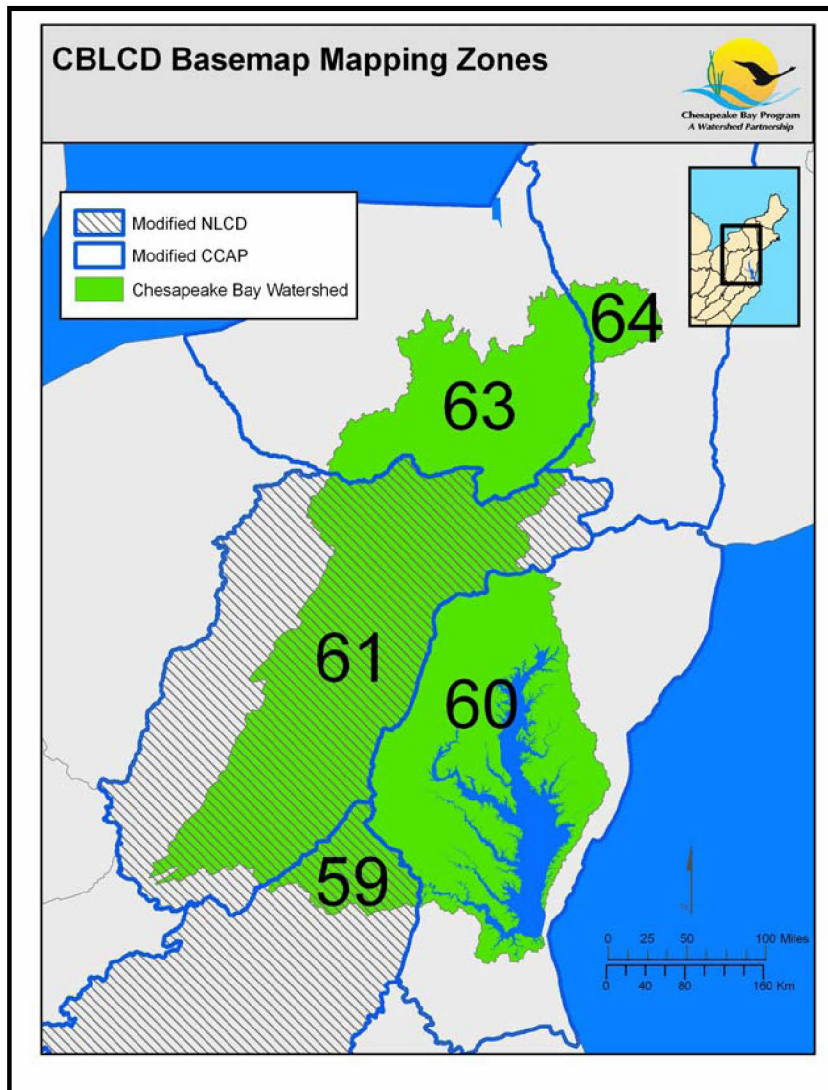 CBLCD Basemap Mapping Zones
Chesapeake Bay Program
A Watershed Partnership
Modified NLCD
Modified CCAP
Chesapeake Bay Watershed
64
63
61
60
59
0 25 50 100 Miles
0 40 80 160 Km